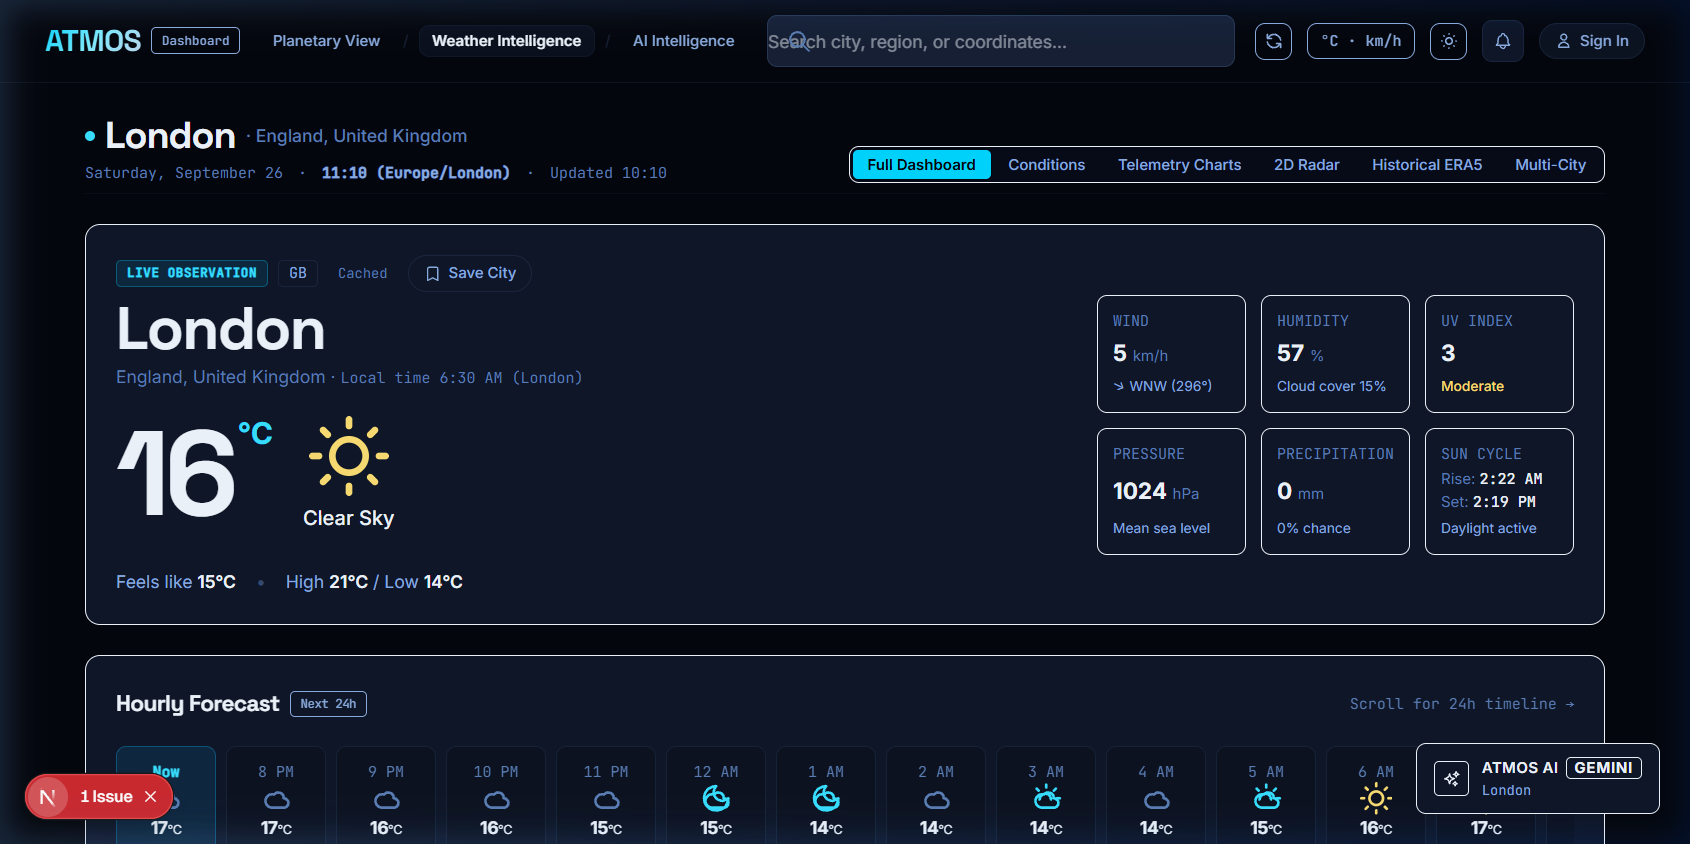 ATMOS Dashboard Planetary View / Weather Intelligence / AI Intelligence Search city, region, or coordinates... °C · km/h Sign In
London · England, United Kingdom
Saturday, September 26 · 11:10 (Europe/London) · Updated 10:10
Full Dashboard Conditions Telemetry Charts 2D Radar Historical ERA5 Multi-City
LIVE OBSERVATION GB Cached Save City
London
England, United Kingdom · Local time 6:30 AM (London)
16°C
Clear Sky
Feels like 15°C • High 21°C / Low 14°C
WIND
5 km/h
↘ WNW (296°)
HUMIDITY
57 %
Cloud cover 15%
UV INDEX
3
Moderate
PRESSURE
1024 hPa
Mean sea level
PRECIPITATION
0 mm
0% chance
SUN CYCLE
Rise: 2:22 AM
Set: 2:19 PM
Daylight active
Hourly Forecast Next 24h Scroll for 24h timeline →
Now 8 PM 9 PM 10 PM 11 PM 12 AM 1 AM 2 AM 3 AM 4 AM 5 AM 6 AM
17°C 17°C 16°C 16°C 15°C 15°C 14°C 14°C 14°C 14°C 15°C 16°C 17°C
N 1 Issue
ATMOS AI GEMINI
London